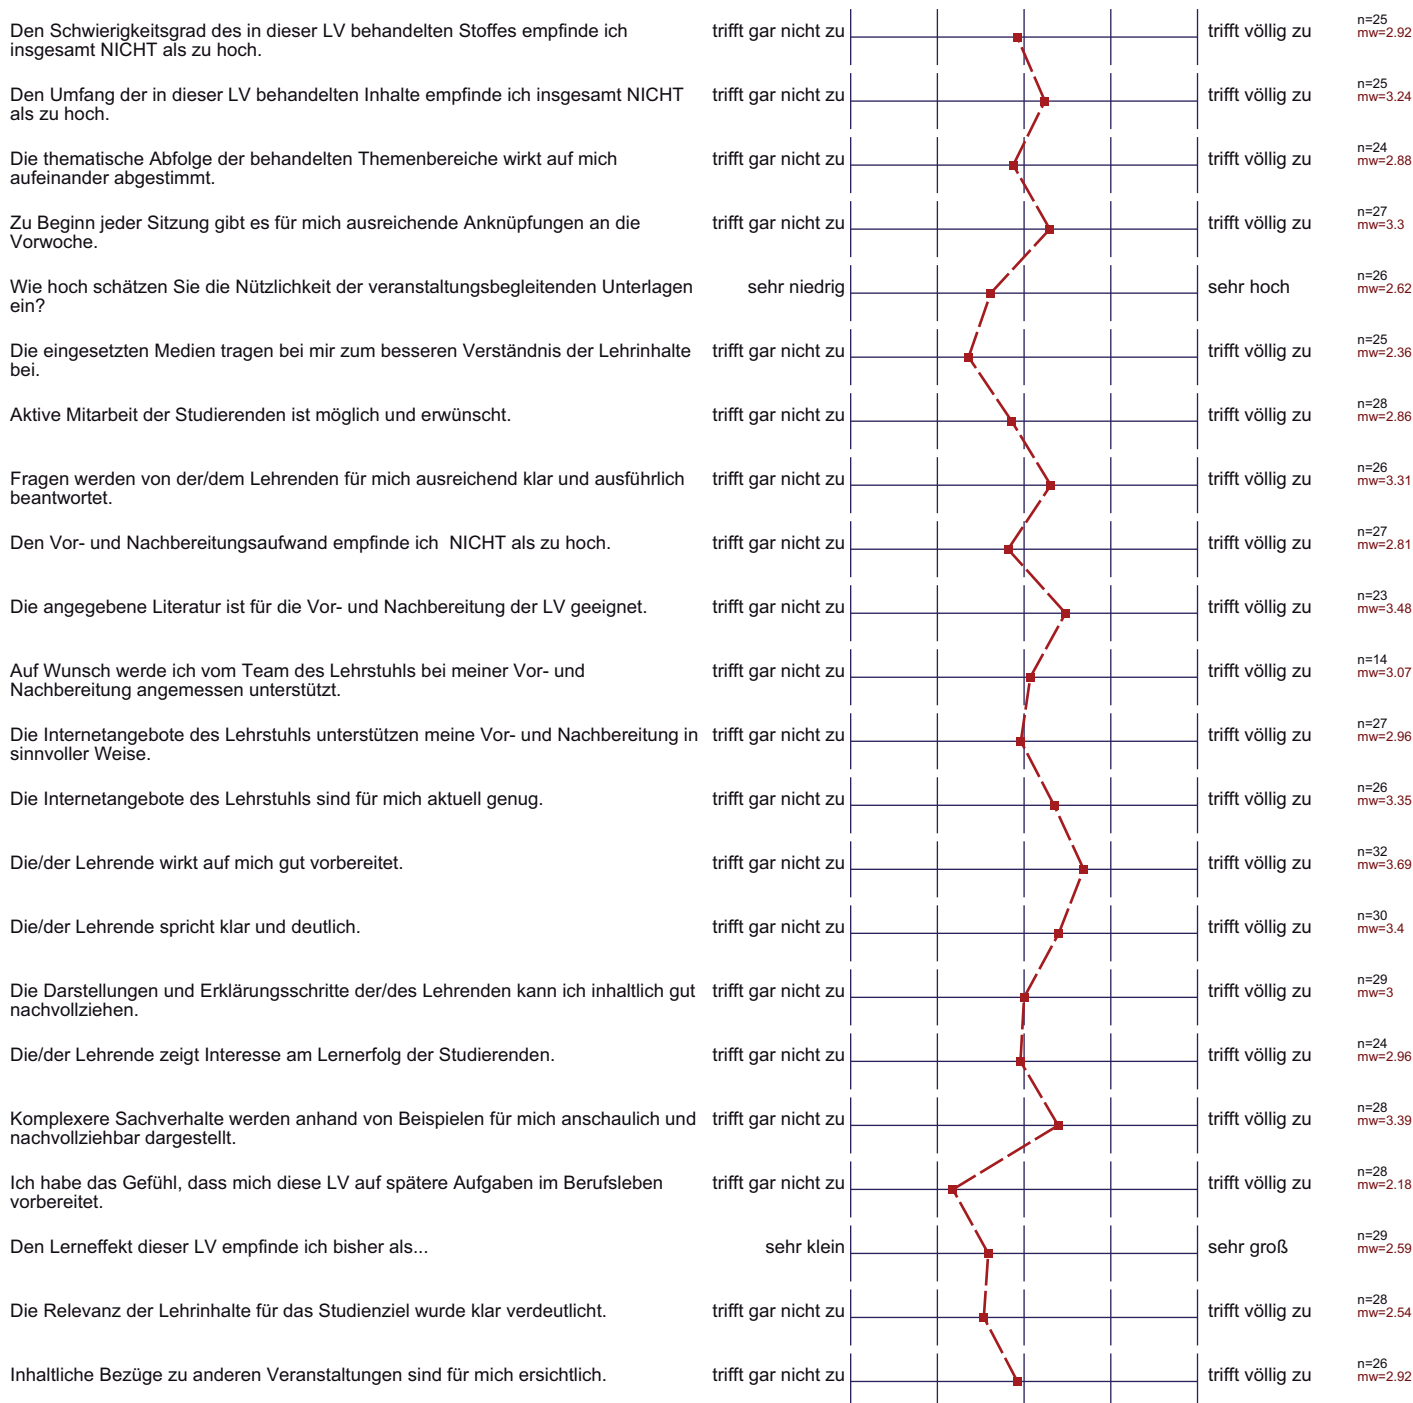 Den Schwierigkeitsgrad des in dieser LV behandelten Stoffes empfinde ich
insgesamt NICHT als zu hoch.
trifft gar nicht zu
trifft völlig zu
n=25
mw=2.92
Den Umfang der in dieser LV behandelten Inhalte empfinde ich insgesamt NICHT
als zu hoch.
trifft gar nicht zu
trifft völlig zu
n=25
mw=3.24
Die thematische Abfolge der behandelten Themenbereiche wirkt auf mich
aufeinander abgestimmt.
trifft gar nicht zu
trifft völlig zu
n=24
mw=2.88
Zu Beginn jeder Sitzung gibt es für mich ausreichende Anknüpfungen an die
Vorwoche.
trifft gar nicht zu
trifft völlig zu
n=27
mw=3.3
Wie hoch schätzen Sie die Nützlichkeit der veranstaltungsbegleitenden Unterlagen
ein?
sehr niedrig
sehr hoch
n=26
mw=2.62
Die eingesetzten Medien tragen bei mir zum besseren Verständnis der Lehrinhalte
bei.
trifft gar nicht zu
trifft völlig zu
n=25
mw=2.36
Aktive Mitarbeit der Studierenden ist möglich und erwünscht.
trifft gar nicht zu
trifft völlig zu
n=28
mw=2.86
Fragen werden von der/dem Lehrenden für mich ausreichend klar und ausführlich
beantwortet.
trifft gar nicht zu
trifft völlig zu
n=26
mw=3.31
Den Vor- und Nachbereitungsaufwand empfinde ich  NICHT als zu hoch.
trifft gar nicht zu
trifft völlig zu
n=27
mw=2.81
Die angegebene Literatur ist für die Vor- und Nachbereitung der LV geeignet.
trifft gar nicht zu
trifft völlig zu
n=23
mw=3.48
Auf Wunsch werde ich vom Team des Lehrstuhls bei meiner Vor- und
Nachbereitung angemessen unterstützt.
trifft gar nicht zu
trifft völlig zu
n=14
mw=3.07
Die Internetangebote des Lehrstuhls unterstützen meine Vor- und Nachbereitung in
sinnvoller Weise.
trifft gar nicht zu
trifft völlig zu
n=27
mw=2.96
Die Internetangebote des Lehrstuhls sind für mich aktuell genug.
trifft gar nicht zu
trifft völlig zu
n=26
mw=3.35
Die/der Lehrende wirkt auf mich gut vorbereitet.
trifft gar nicht zu
trifft völlig zu
n=32
mw=3.69
Die/der Lehrende spricht klar und deutlich.
trifft gar nicht zu
trifft völlig zu
n=30
mw=3.4
Die Darstellungen und Erklärungsschritte der/des Lehrenden kann ich inhaltlich gut
nachvollziehen.
trifft gar nicht zu
trifft völlig zu
n=29
mw=3
Die/der Lehrende zeigt Interesse am Lernerfolg der Studierenden.
trifft gar nicht zu
trifft völlig zu
n=24
mw=2.96
Komplexere Sachverhalte werden anhand von Beispielen für mich anschaulich und
nachvollziehbar dargestellt.
trifft gar nicht zu
trifft völlig zu
n=28
mw=3.39
Ich habe das Gefühl, dass mich diese LV auf spätere Aufgaben im Berufsleben
vorbereitet.
trifft gar nicht zu
trifft völlig zu
n=28
mw=2.18
Den Lerneffekt dieser LV empfinde ich bisher als...
sehr klein
sehr groß
n=29
mw=2.59
Die Relevanz der Lehrinhalte für das Studienziel wurde klar verdeutlicht.
trifft gar nicht zu
trifft völlig zu
n=28
mw=2.54
Inhaltliche Bezüge zu anderen Veranstaltungen sind für mich ersichtlich.
trifft gar nicht zu
trifft völlig zu
n=26
mw=2.92